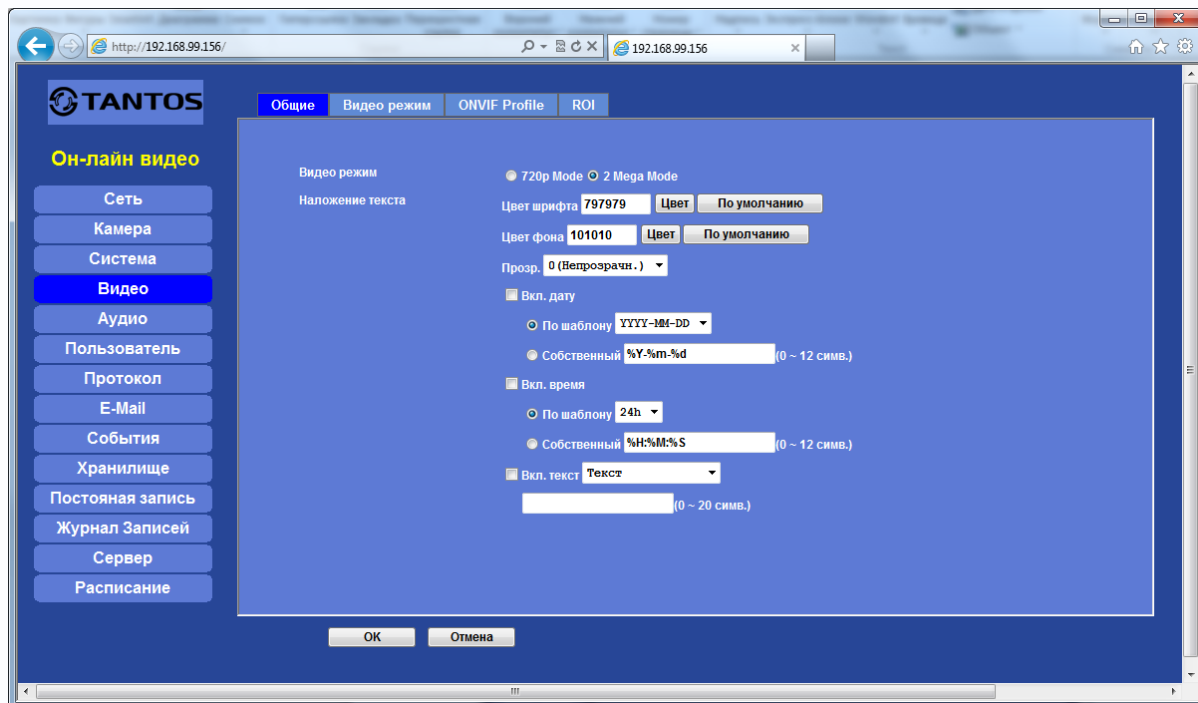 http://192.168.99.156/
192.168.99.156
TANTOS
Он-лайн видео
Сеть
Камера
Система
Видео
Аудио
Пользователь
Протокол
E-Mail
События
Хранилище
Постояная запись
Журнал Записей
Сервер
Расписание
Общие Видео режим ONVIF Profile ROI
Видео режим 720p Mode 2 Mega Mode
Наложение текста Цвет шрифта 797979 Цвет По умолчанию
Цвет фона 101010 Цвет По умолчанию
Прозр. 0 (Непрозрачн.)
Вкл. дату
По шаблону YYYY-MM-DD
Собственный %Y-%m-%d (0 ~ 12 симв.)
Вкл. время
По шаблону 24h
Собственный %H:%M:%S (0 ~ 12 симв.)
Вкл. текст Текст
(0 ~ 20 симв.)
OK Отмена